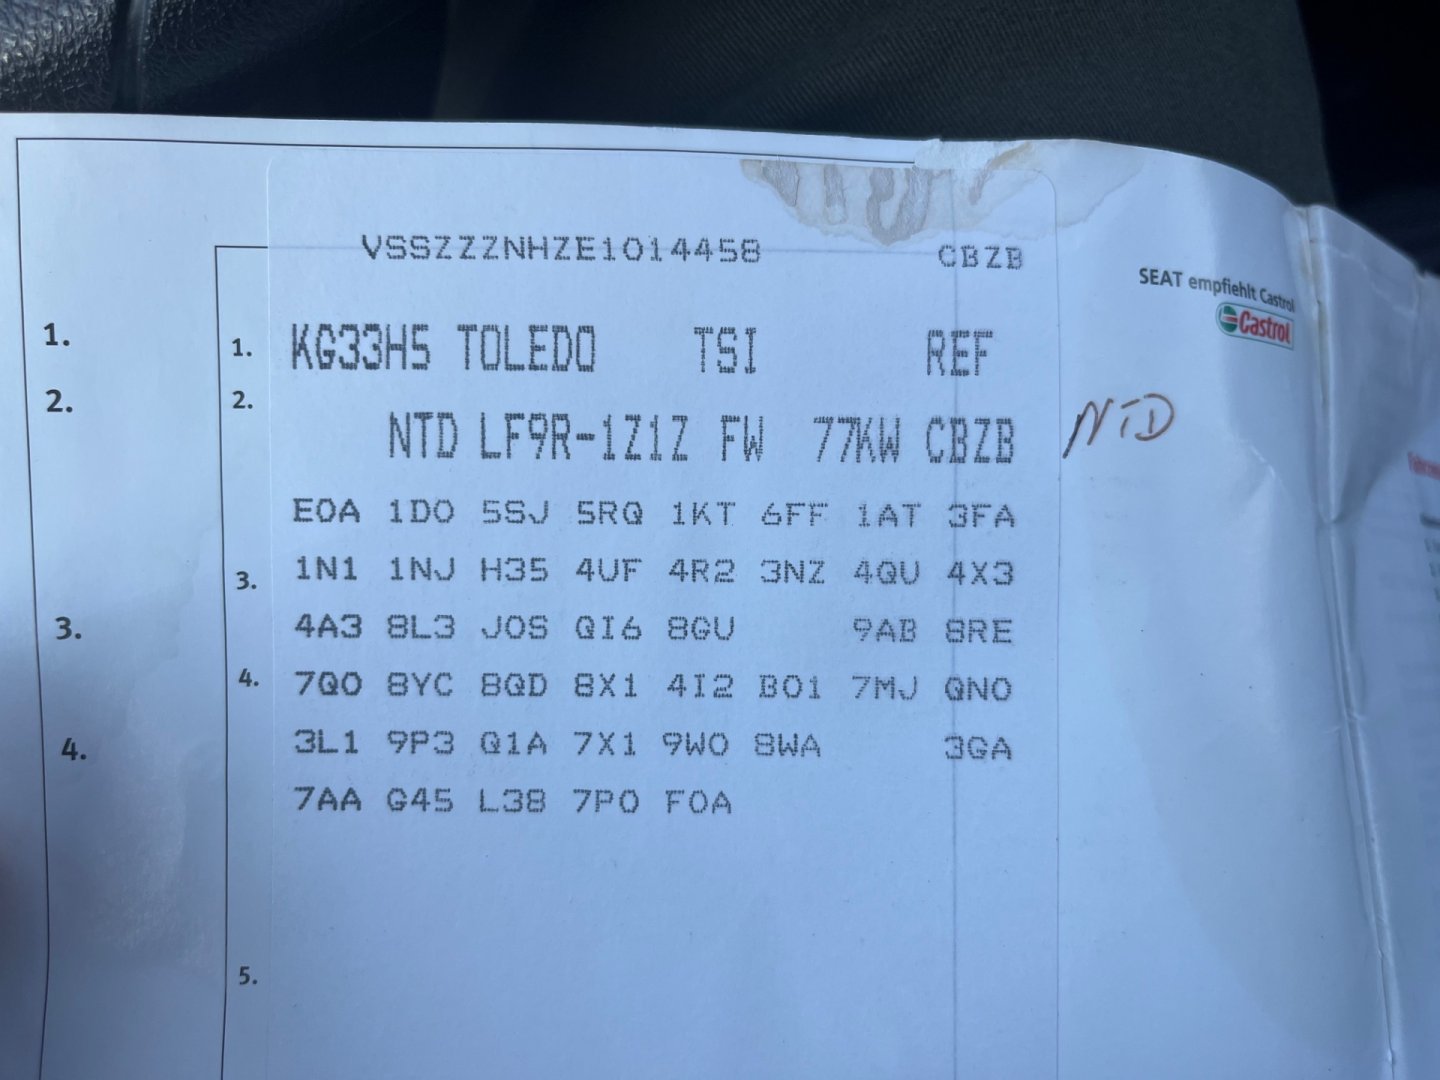 VSSZZZNHZE1014458 CBZB
SEAT empfiehlt Castrol
Castrol
1. 1. KG33H5 TOLEDO TSI REF
2. 2. NTD LF9R-1Z1Z FW 77KW CBZB NTD
E0A 1D0 5SJ 5RQ 1KT 6FF 1AT 3FA
3. 1N1 1NJ H35 4UF 4R2 3NZ 4QU 4X3
3. 4A3 8L3 J0S QI6 8GU 9AB 8RE
4. 7Q0 8YC 8QD 8X1 4I2 B01 7MJ QN0
4. 3L1 9P3 Q1A 7X1 9W0 8WA 3GA
7AA G45 L38 7P0 F0A
5.